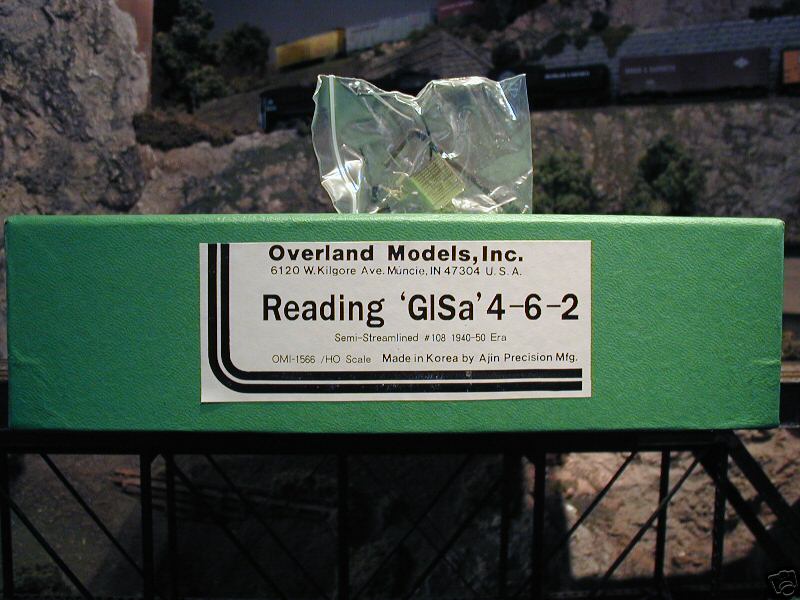 Overland Models,Inc.
6120 W.Kilgore Ave. Muncie, IN 47304 U. S. A.
Reading 'GISa' 4-6-2
Semi-Streamlined #108 1940-50 Era
OMI-1566 /HO Scale Made in Korea by Ajin Precision Mfg.